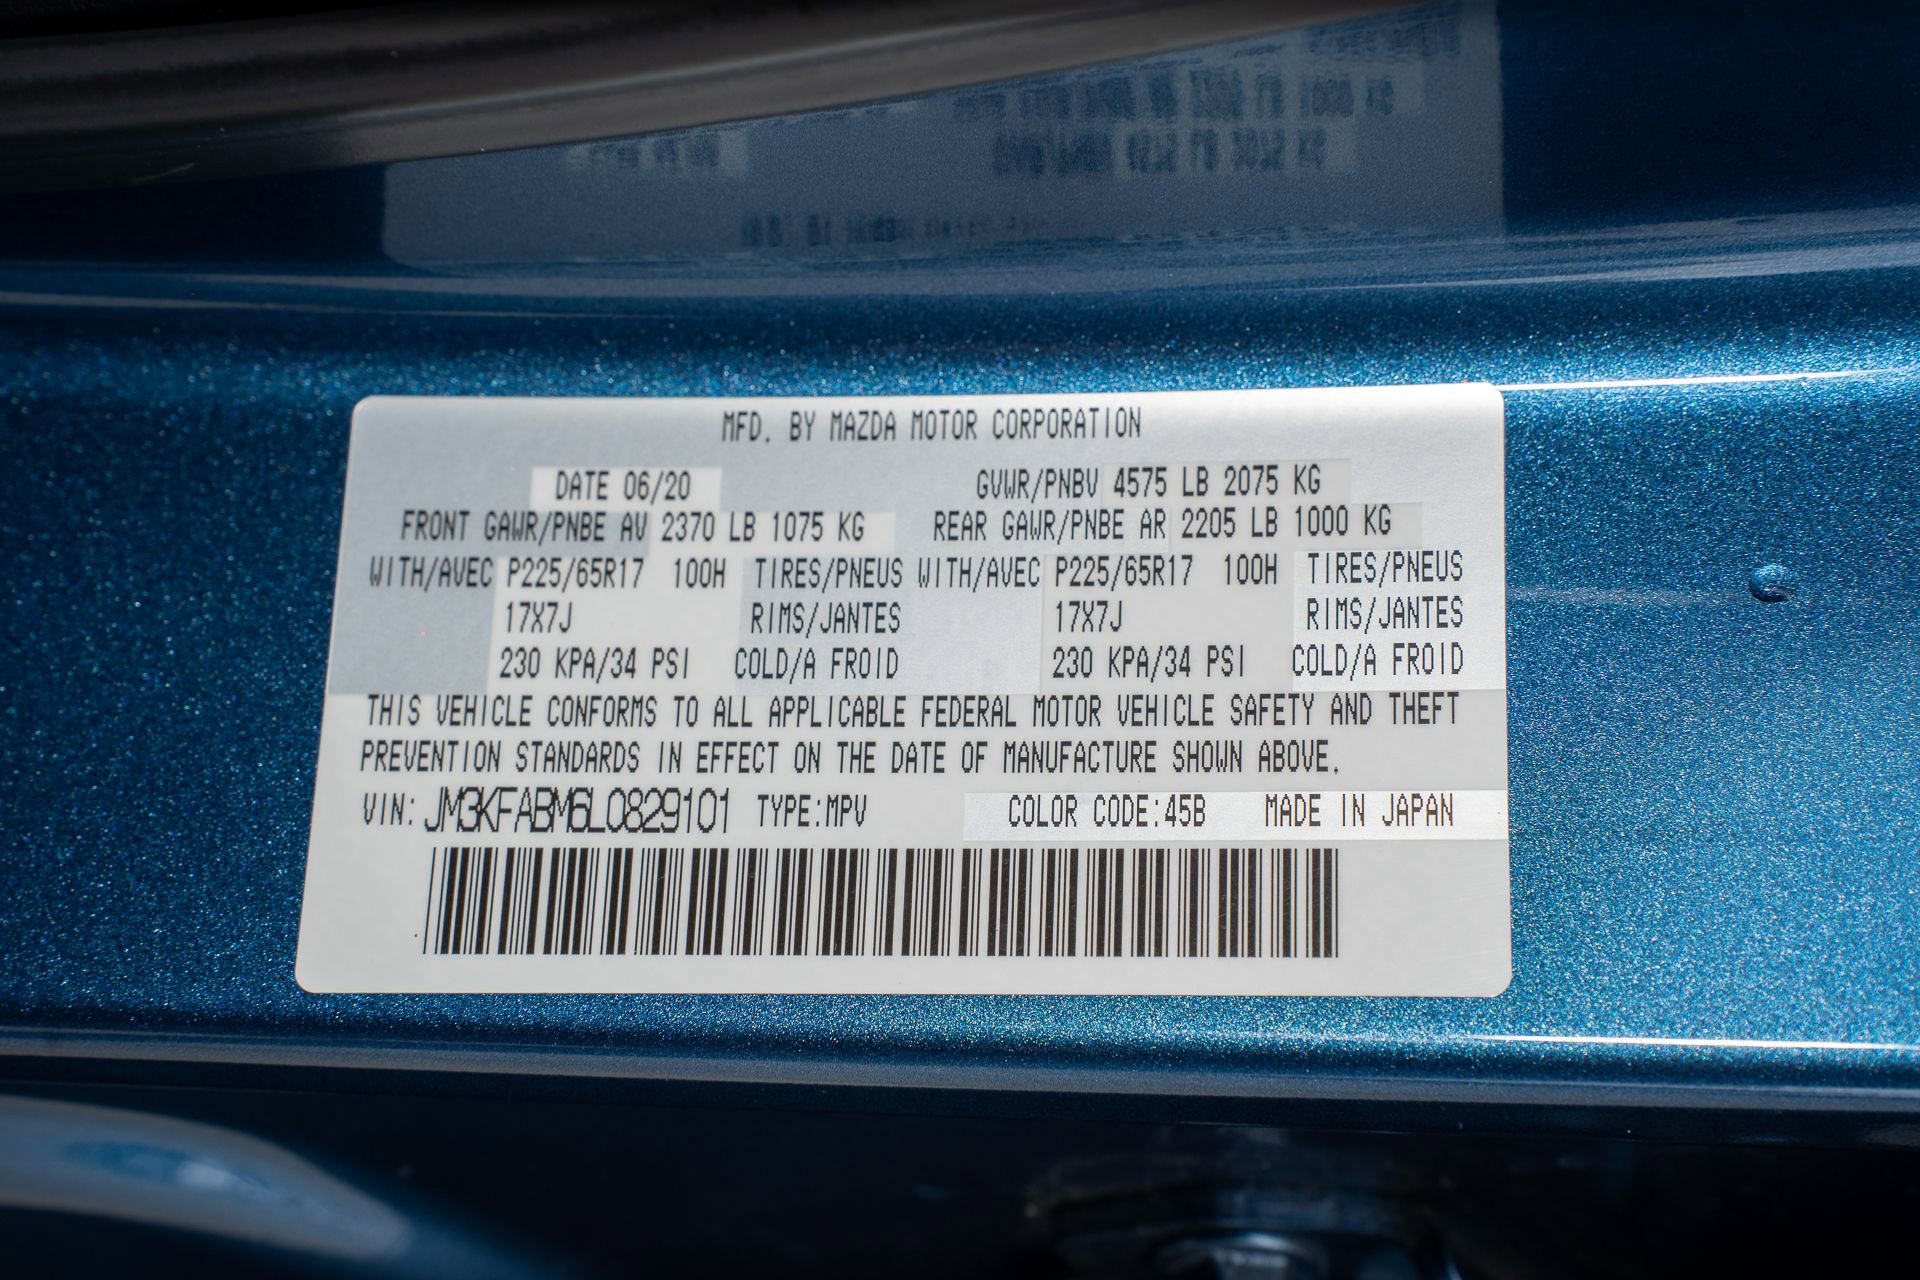 MFD. BY MAZDA MOTOR CORPORATION
DATE 06/20 GVWR/PNBV 4575 LB 2075 KG
FRONT GAWR/PNBE AV 2370 LB 1075 KG REAR GAWR/PNBE AR 2205 LB 1000 KG
WITH/AVEC P225/65R17 100H TIRES/PNEUS WITH/AVEC P225/65R17 100H TIRES/PNEUS
17X7J RIMS/JANTES 17X7J RIMS/JANTES
230 KPA/34 PSI COLD/A FROID 230 KPA/34 PSI COLD/A FROID
THIS VEHICLE CONFORMS TO ALL APPLICABLE FEDERAL MOTOR VEHICLE SAFETY AND THEFT
PREVENTION STANDARDS IN EFFECT ON THE DATE OF MANUFACTURE SHOWN ABOVE.
VIN: JM3KFABM6L0829101 TYPE:MPV COLOR CODE:45B MADE IN JAPAN